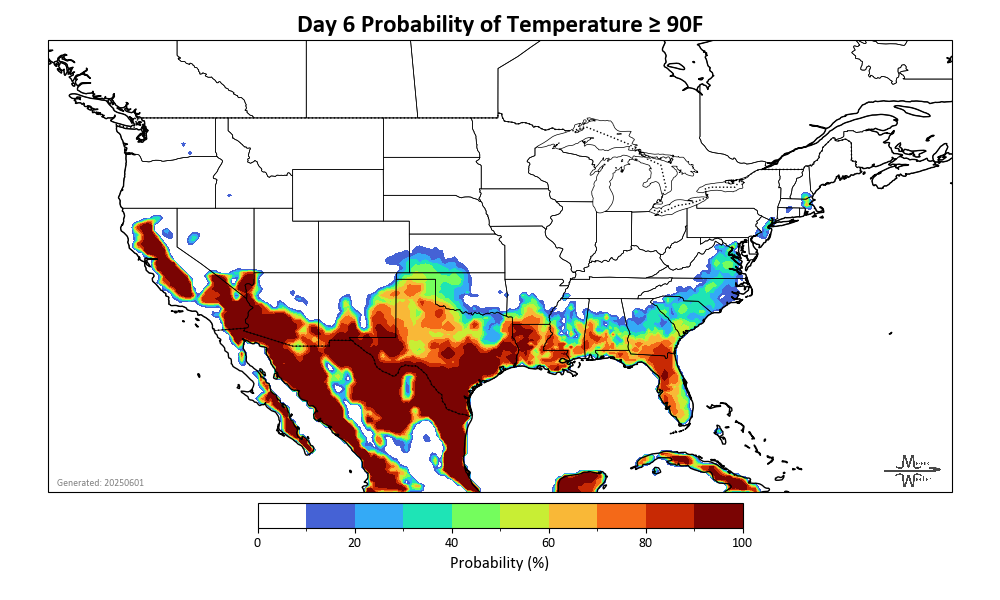 Day 6 Probability of Temperature ≥ 90F
Generated: 20250601
0 20 40 60 80 100
Probability (%)